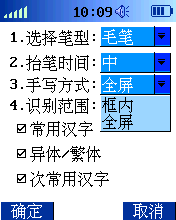 10:09
1.选择笔型: 毛笔
2.抬笔时间: 中
3.手写方式: 全屏
4.识别范围: 框内
全屏
常用汉字
异体/繁体
次常用汉字
确定 取消